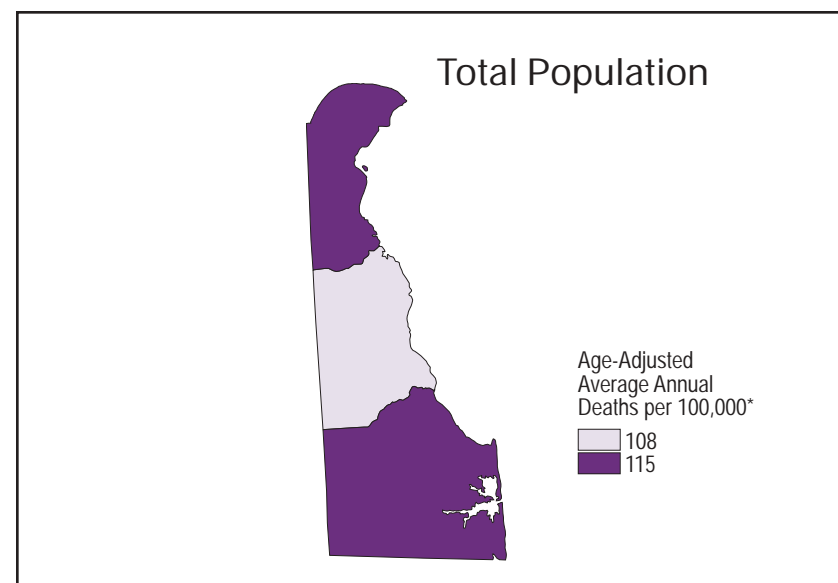 Total Population
Age-Adjusted
Average Annual
Deaths per 100,000*
108
115